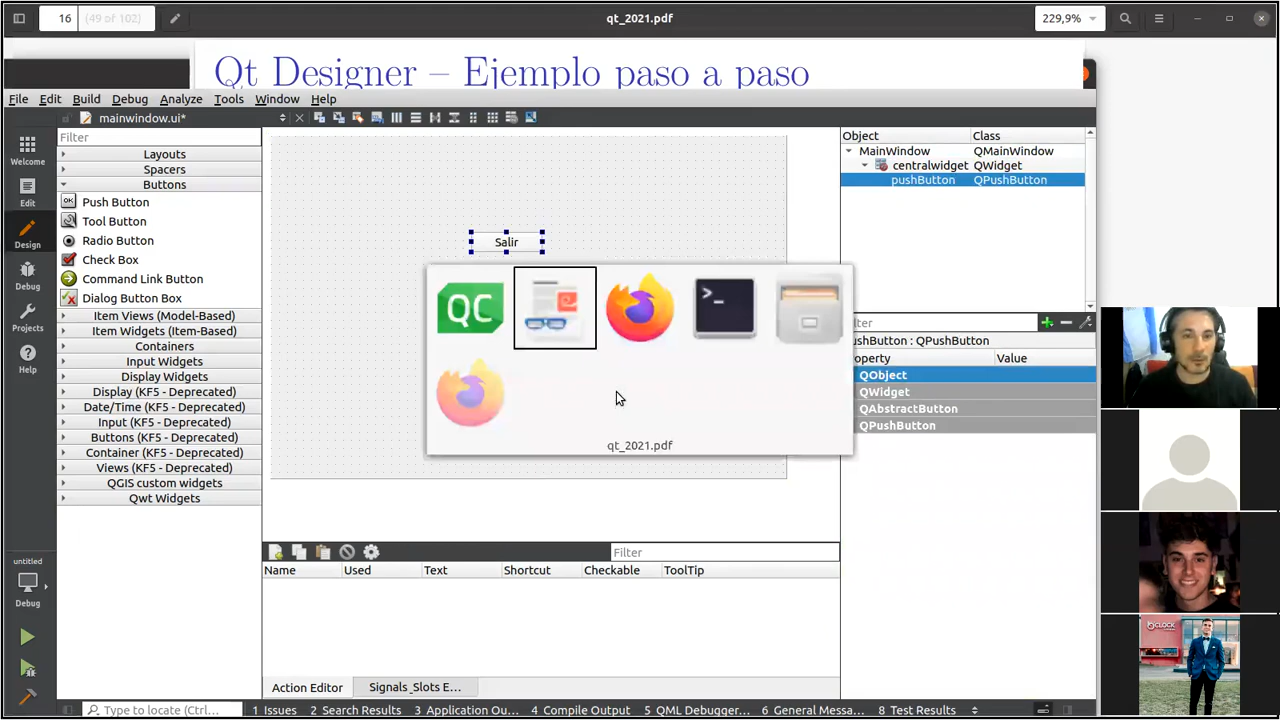 16 (49 of 102)
qt_2021.pdf
229,9%
Qt Designer – Ejemplo paso a paso
File Edit Build Debug Analyze Tools Window Help
mainwindow.ui*
Filter
Layouts
Spacers
Buttons
Push Button
Tool Button
Radio Button
Check Box
Command Link Button
Dialog Button Box
Item Views (Model-Based)
Item Widgets (Item-Based)
Containers
Input Widgets
Display Widgets
Display (KF5 - Deprecated)
Date/Time (KF5 - Deprecated)
Input (KF5 - Deprecated)
Buttons (KF5 - Deprecated)
Container (KF5 - Deprecated)
Views (KF5 - Deprecated)
QGIS custom widgets
Qwt Widgets
Welcome
Edit
Design
Debug
Projects
Help
untitled
Debug
Salir
QC
>_
qt_2021.pdf
Object Class
MainWindow QMainWindow
centralwidget QWidget
pushButton QPushButton
ilter
ushButton : QPushButton
operty Value
QObject
QWidget
QAbstractButton
QPushButton
Filter
Name Used Text Shortcut Checkable ToolTip
Action Editor Signals_Slots E...
Type to locate (Ctrl... 1 Issues 2 Search Results 3 Application Ou... 4 Compile Output 5 QML Debugger... 6 General Messa... 8 Test Results
CLOCK